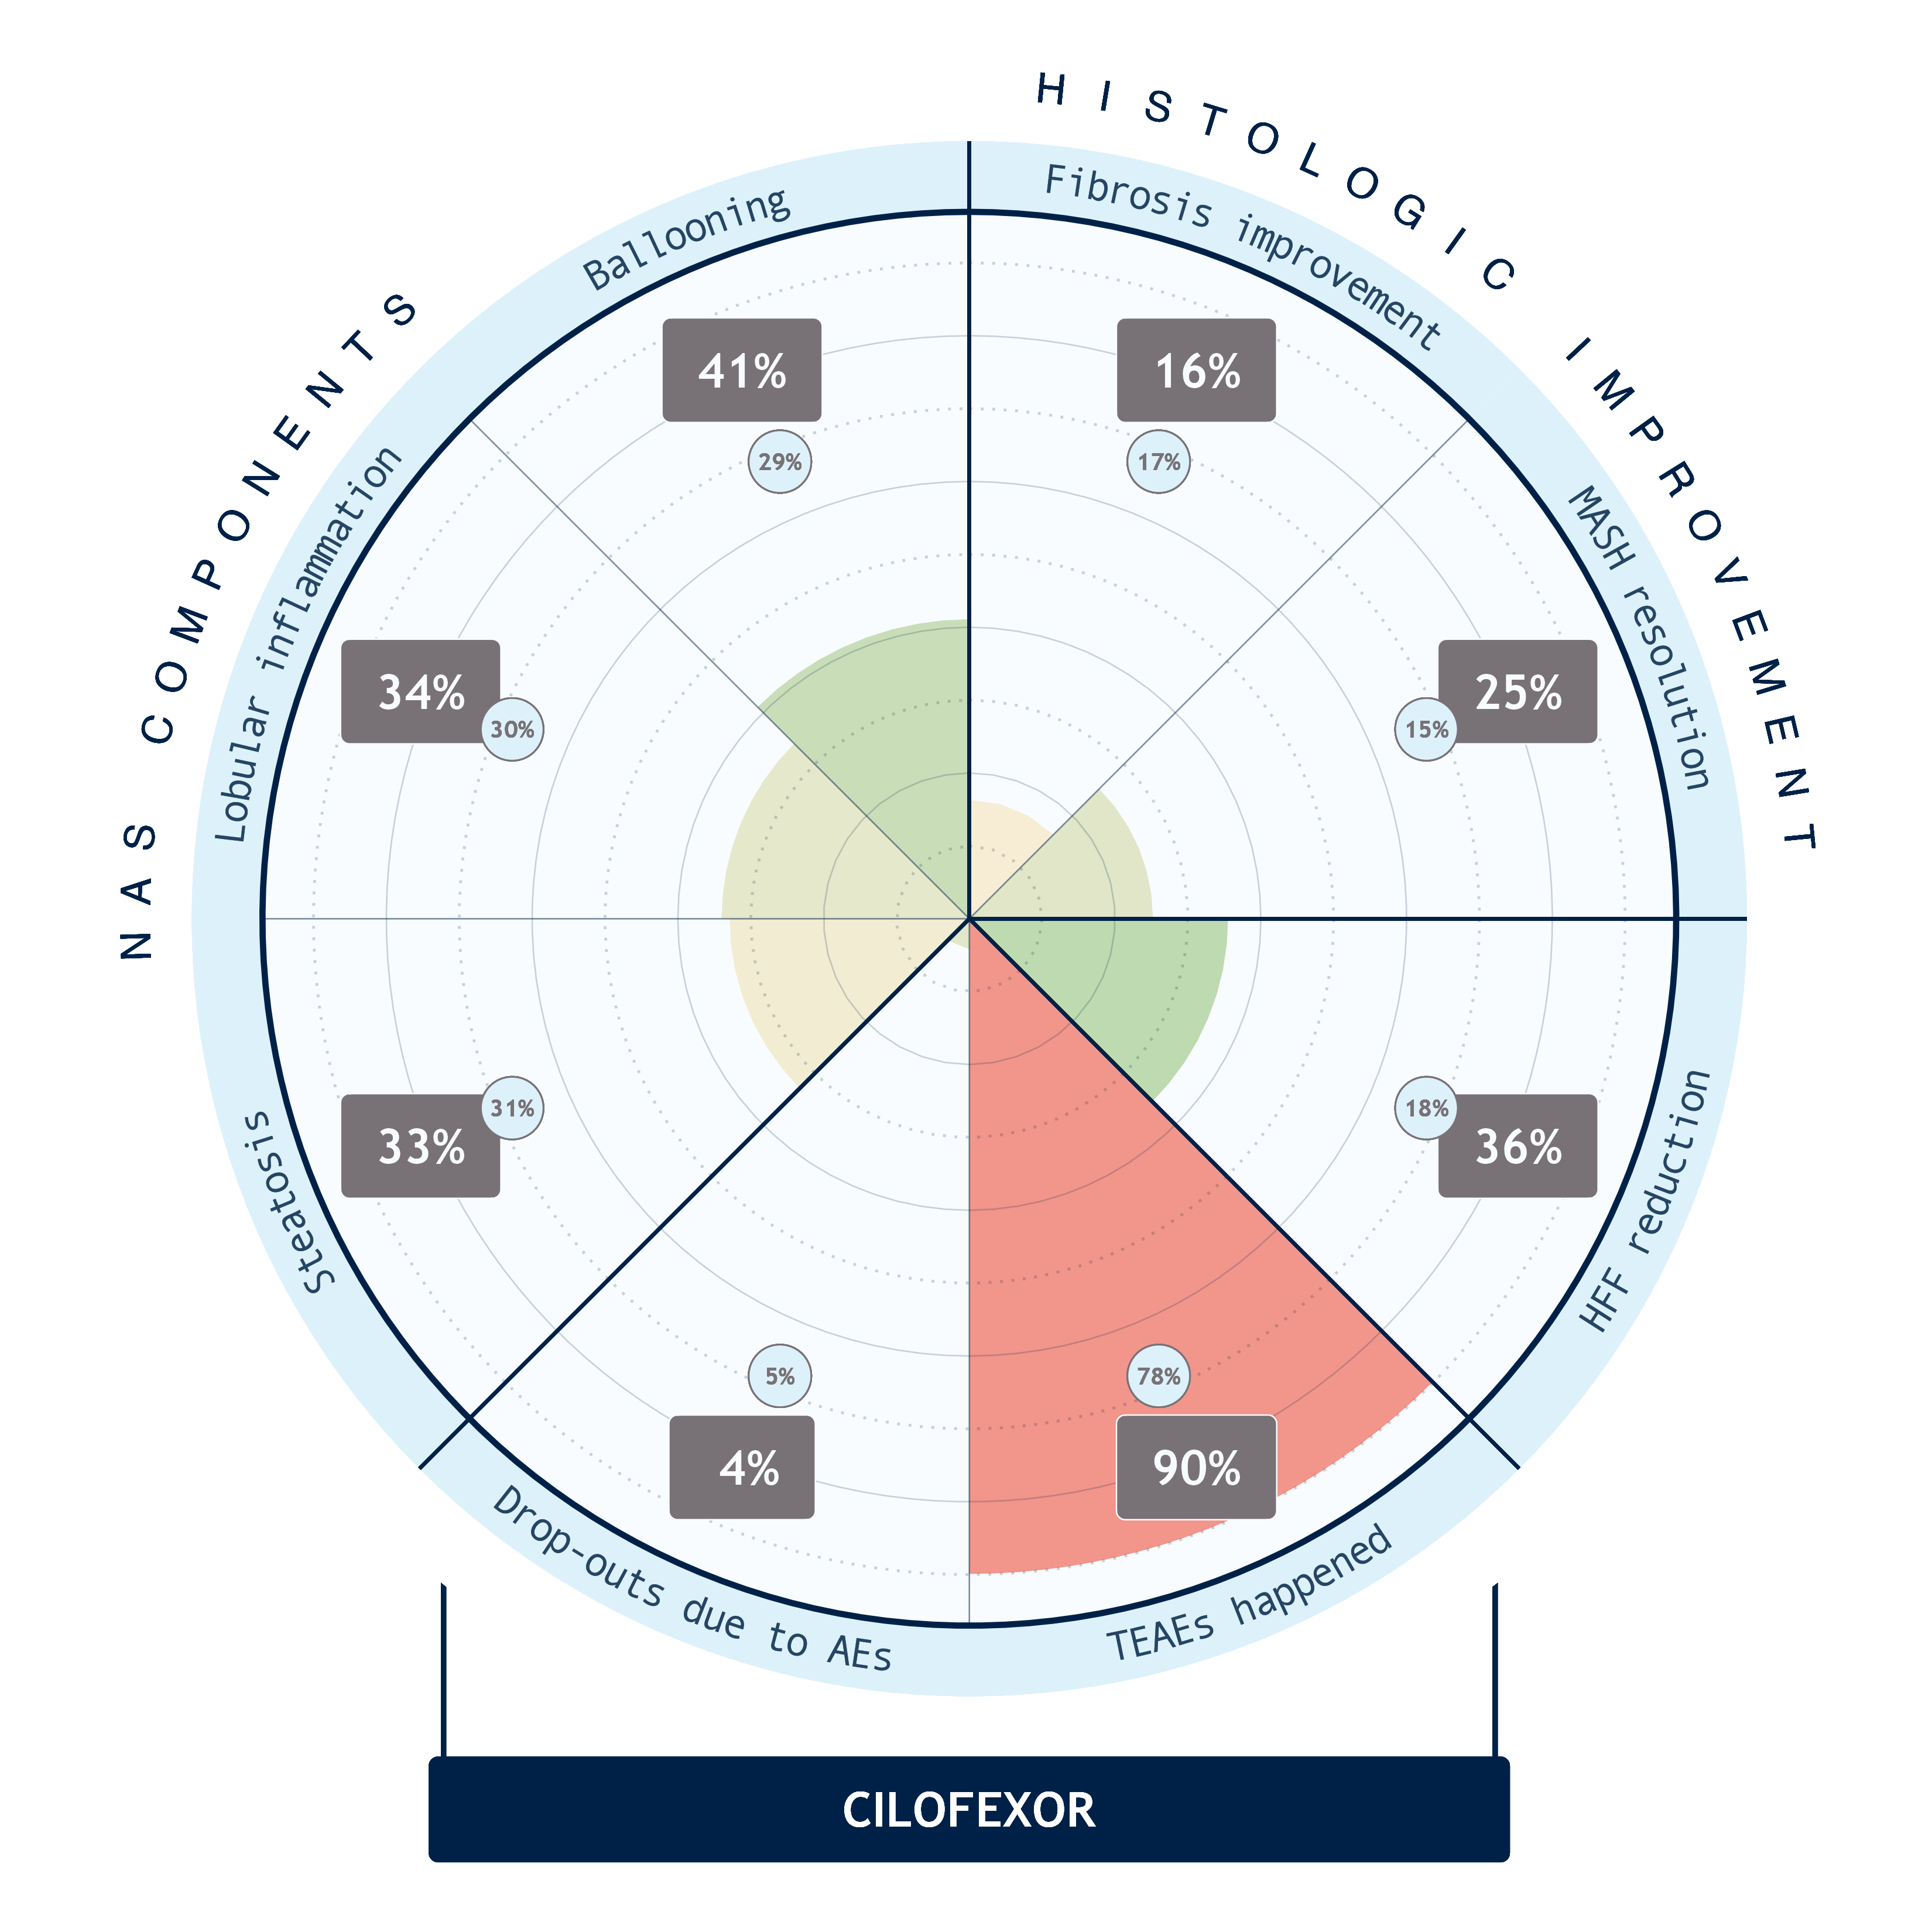 HISTOLOGIC IMPROVEMENT
NAS COMPONENTS
Fibrosis improvement
16%
17%
MASH resolution
25%
15%
HFF reduction
36%
18%
TEAEs happened
90%
78%
Drop-outs due to AEs
4%
5%
Steatosis
33%
31%
Lobular inflammation
34%
30%
Ballooning
41%
29%
CILOFEXOR